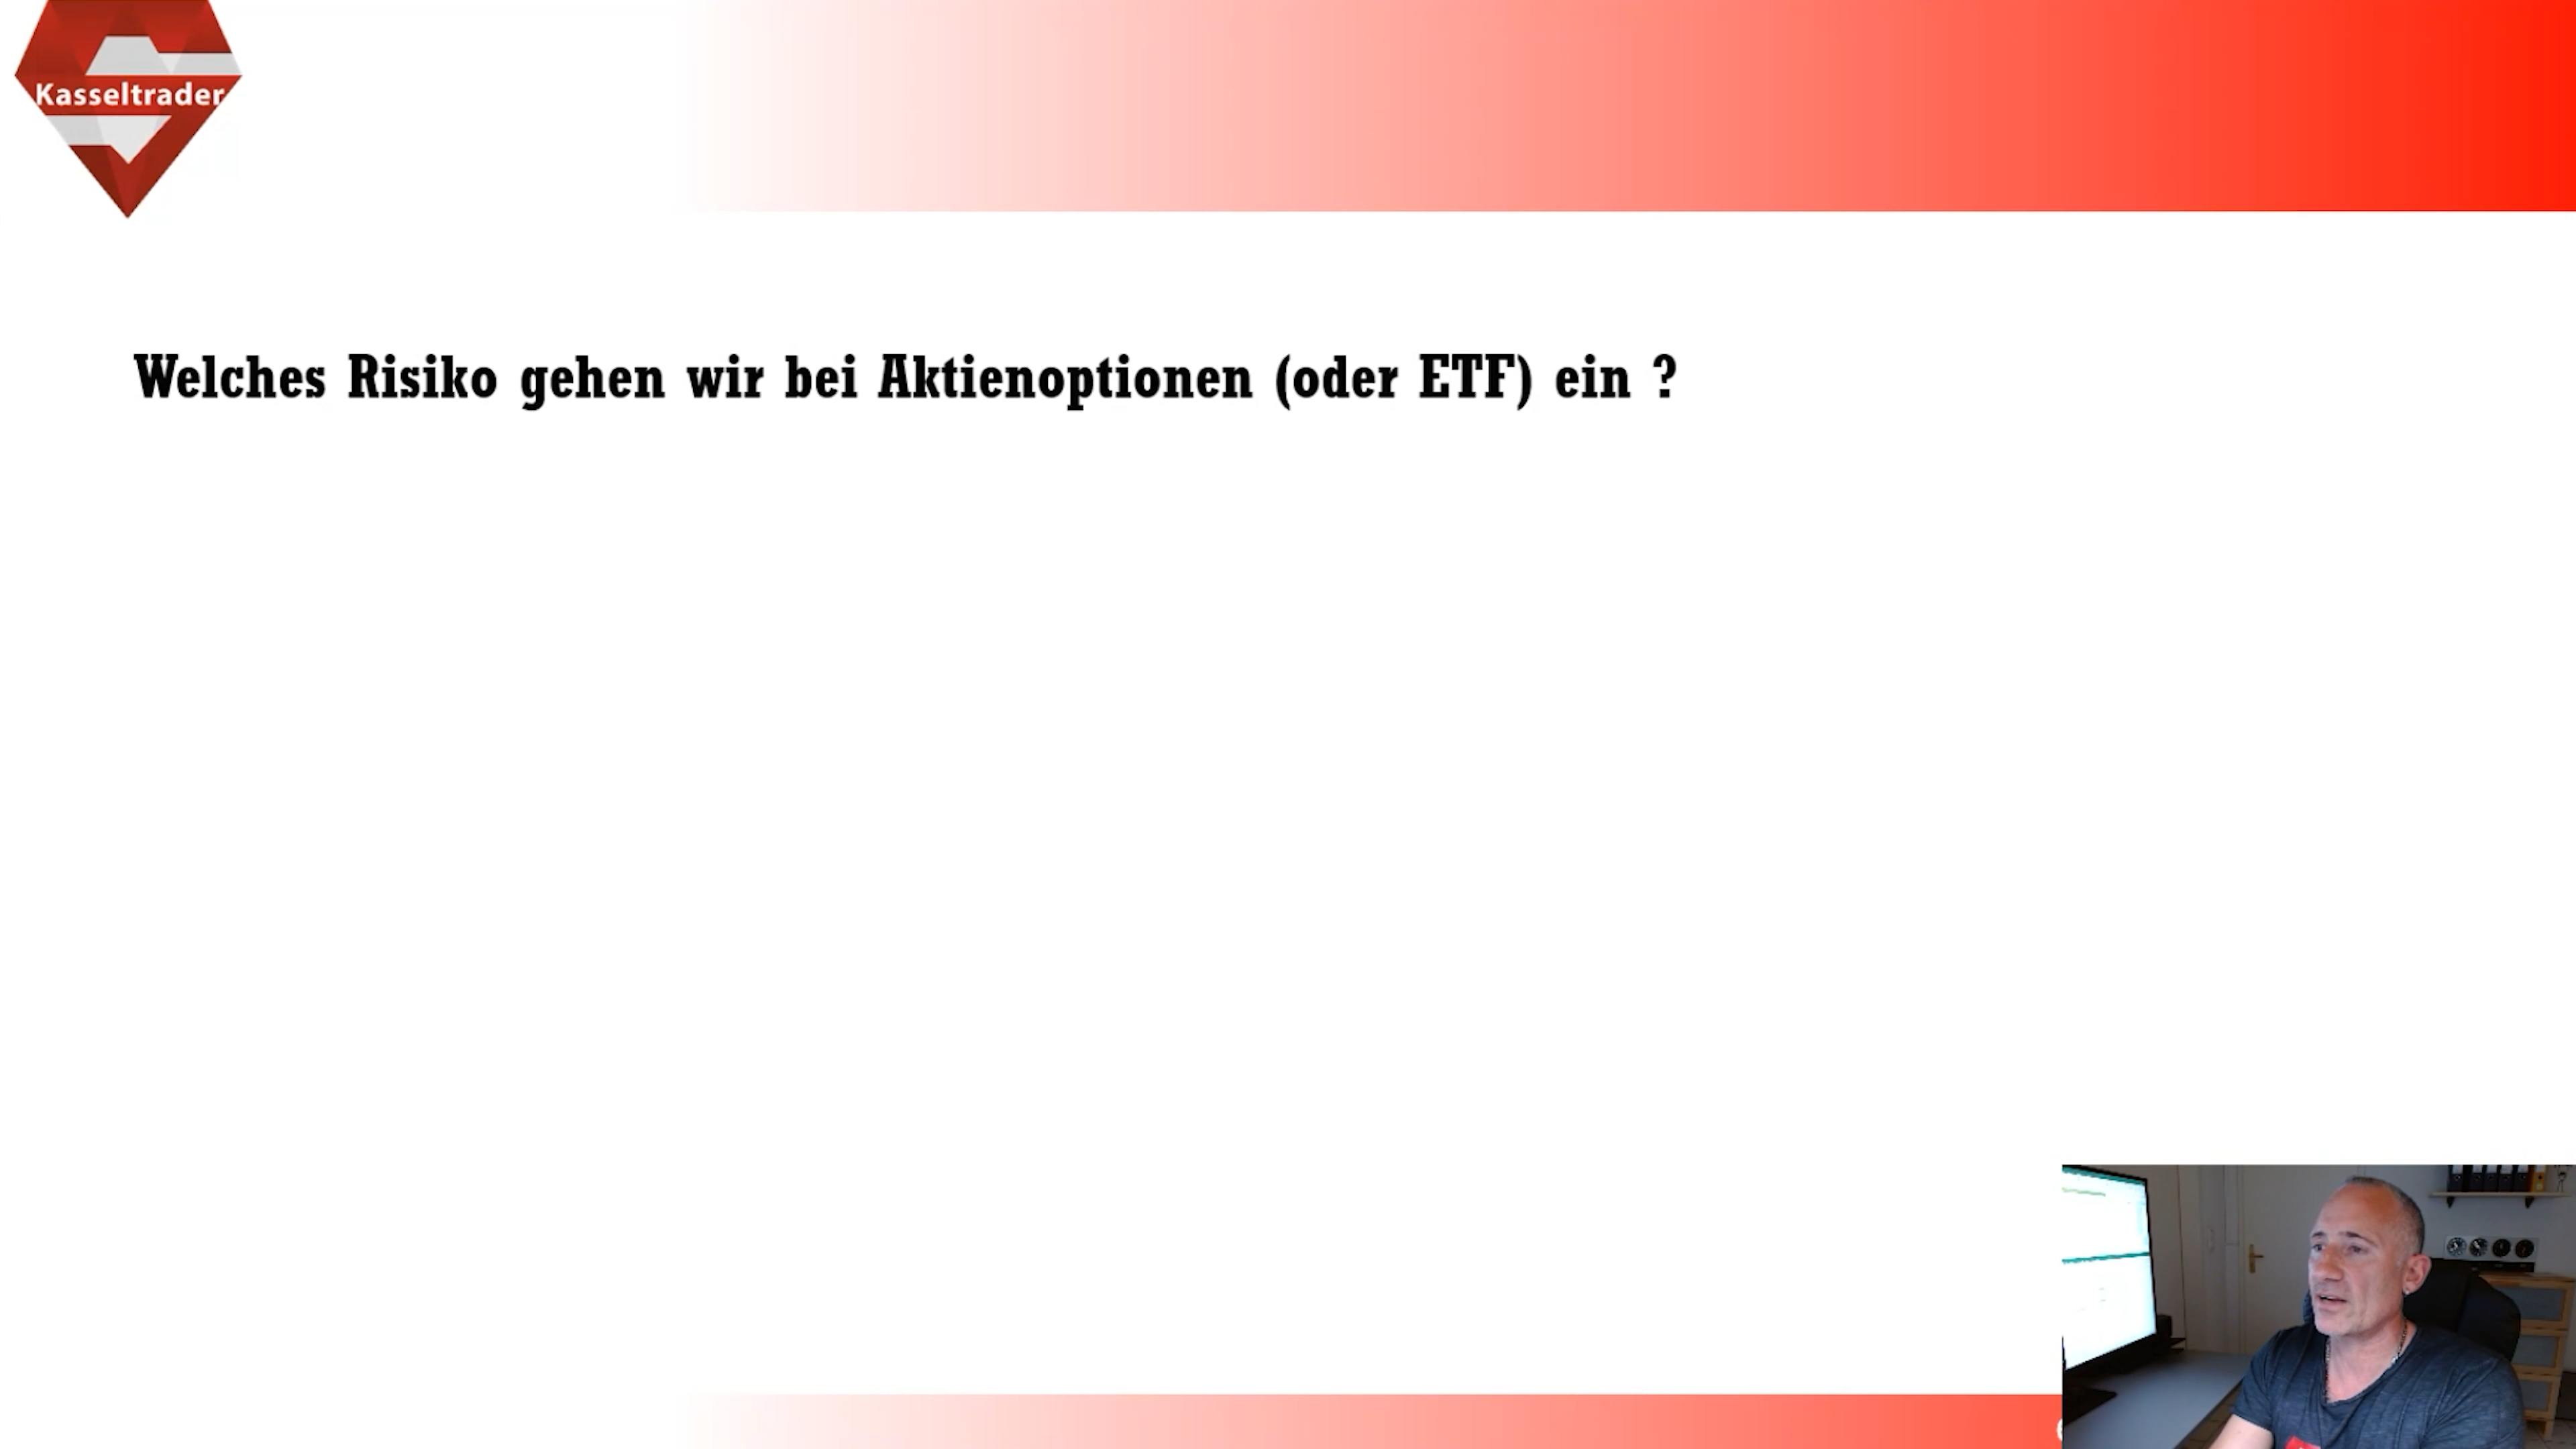 Kasseltrader
Welches Risiko gehen wir bei Aktienoptionen (oder ETF) ein ?